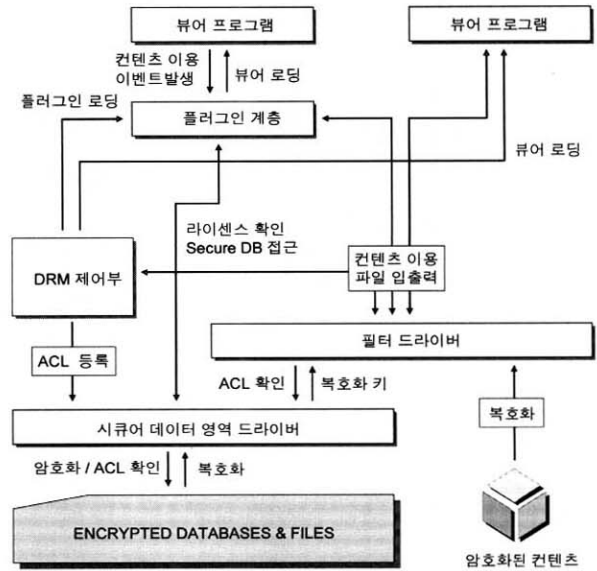 뷰어 프로그램
뷰어 프로그램
컨텐츠 이용
이벤트발생
뷰어 로딩
플러그인 로딩
플러그인 계층
뷰어 로딩
라이센스 확인
Secure DB 접근
컨텐츠 이용
파일 입출력
DRM 제어부
필터 드라이버
ACL 등록
ACL 확인
복호화 키
복호화
시큐어 데이터 영역 드라이버
암호화 / ACL 확인
복호화
ENCRYPTED DATABASES & FILES
암호화된 컨텐츠